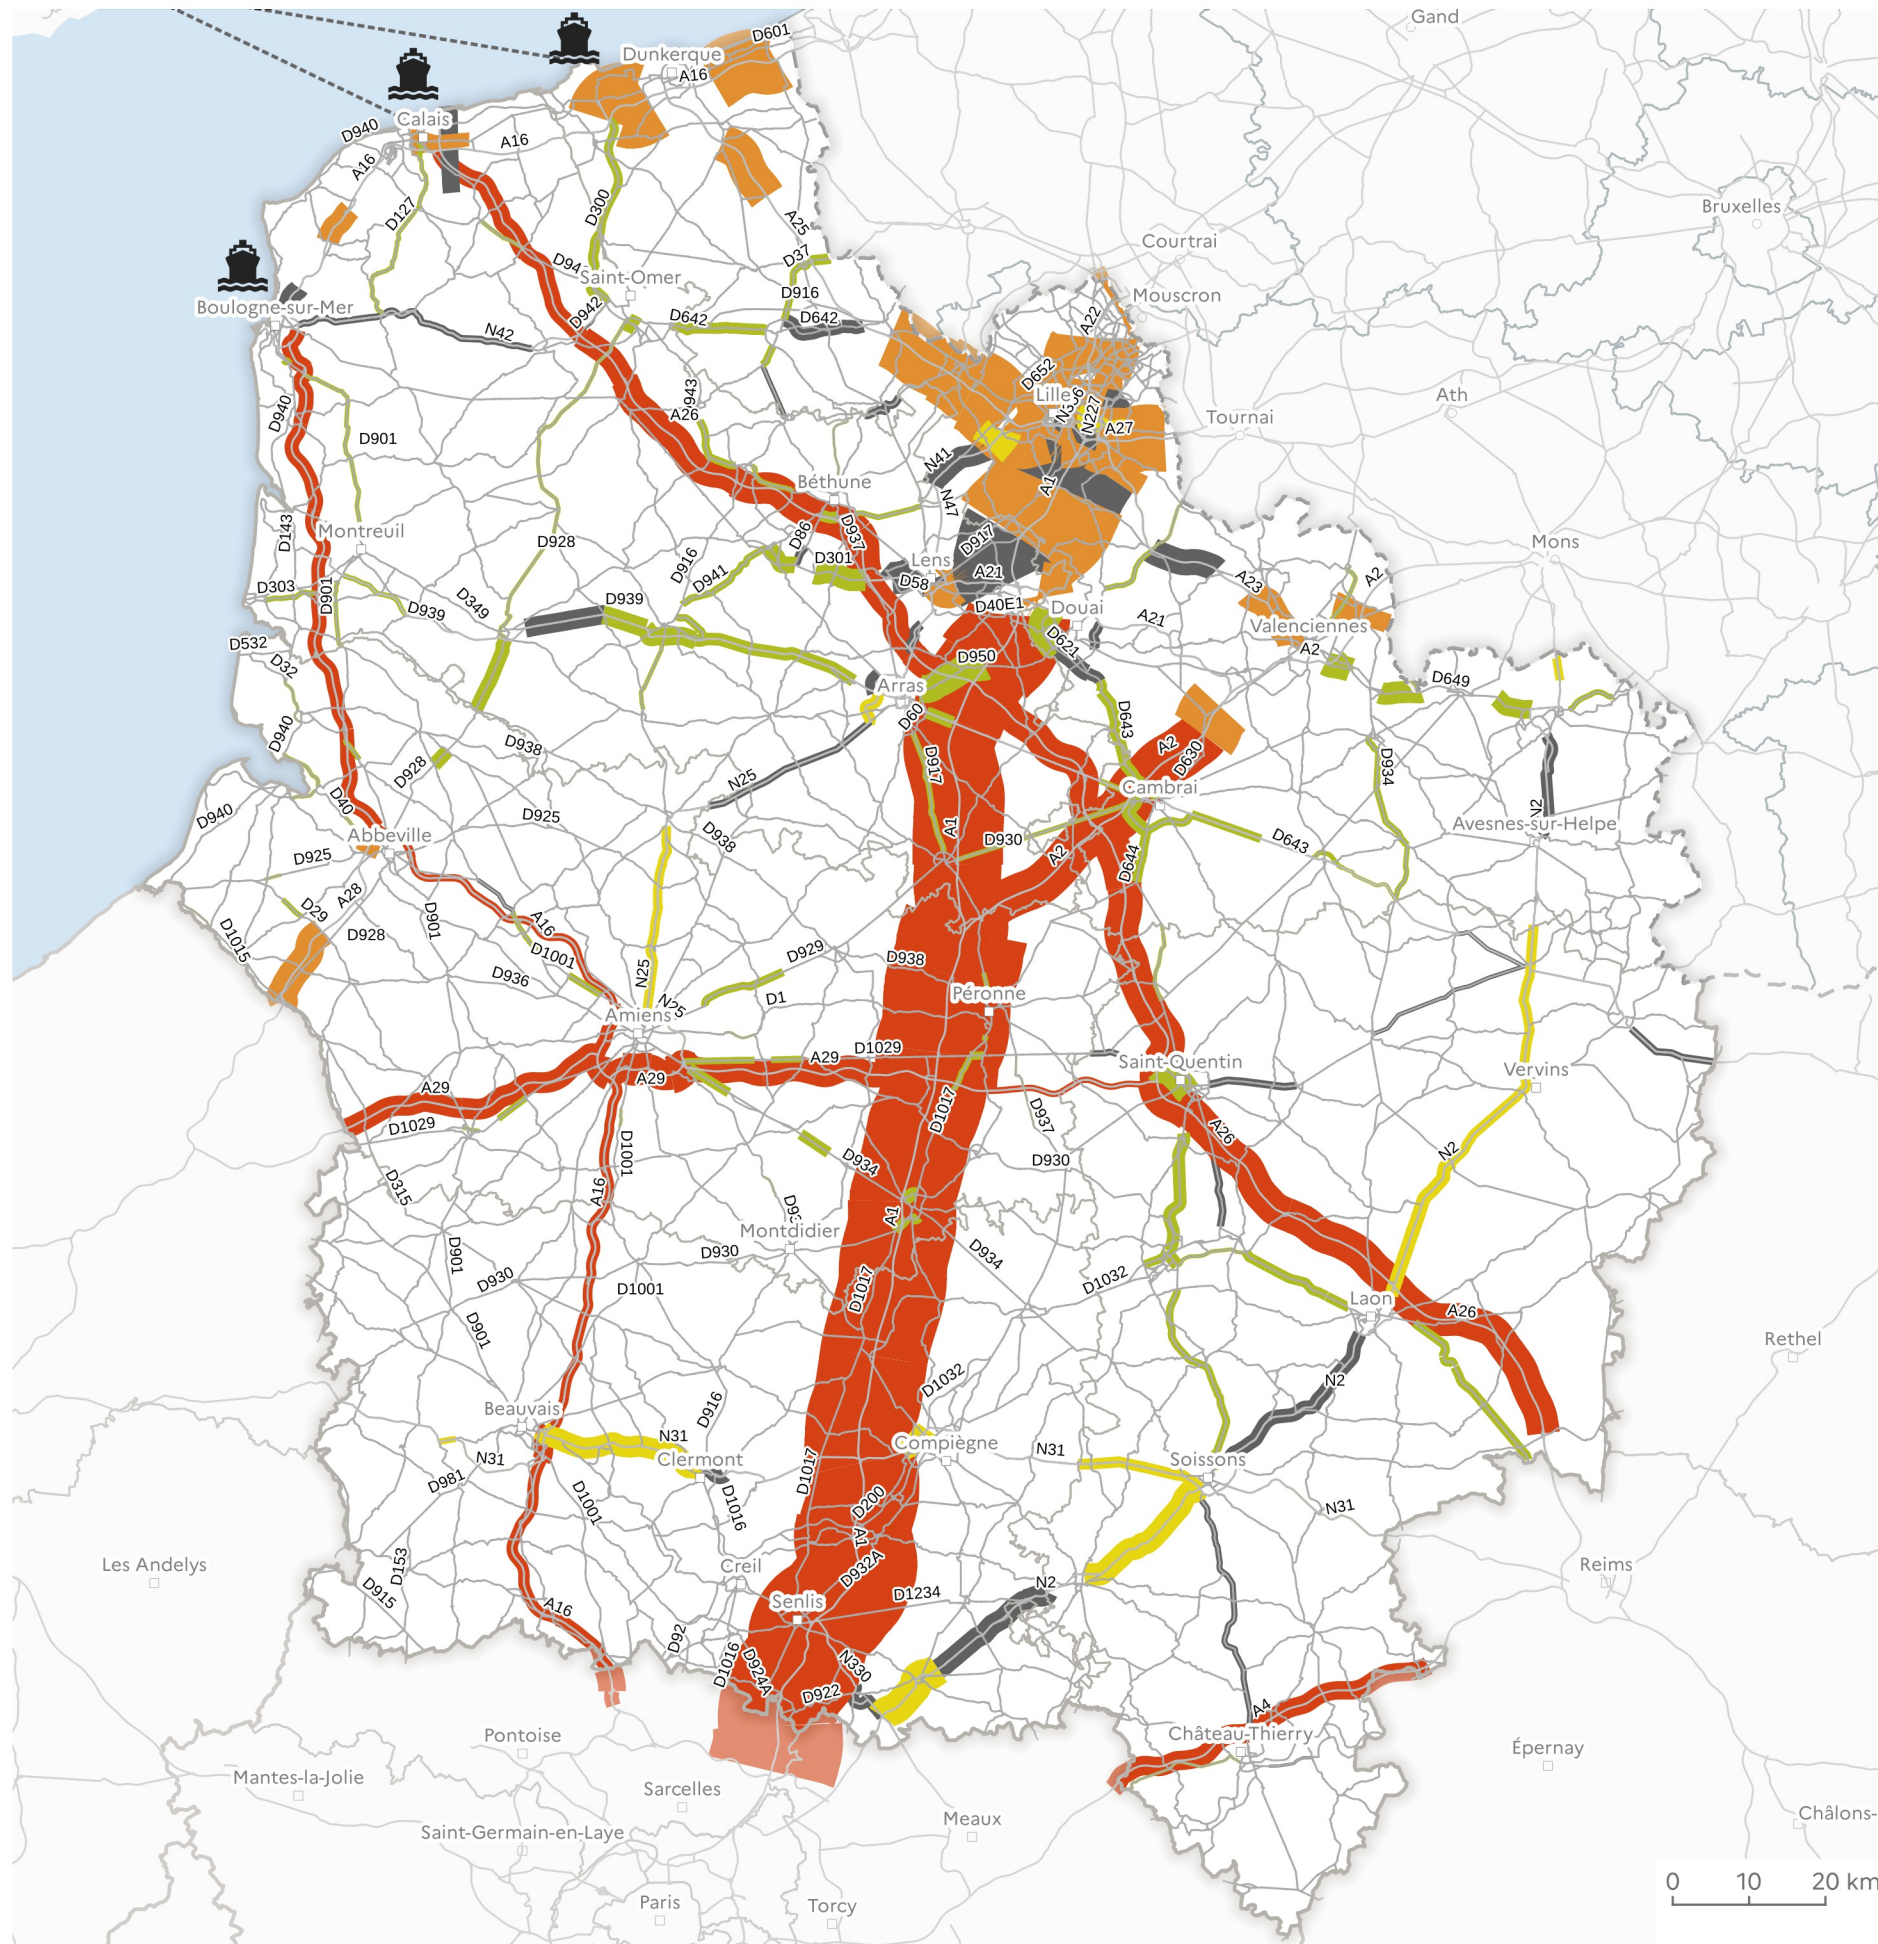 Gand
D601
Dunkerque
A16
Calais
D940
A16
A16
D127
D300
A25
Bruxelles
Courtrai
D37
D94
Saint-Omer
D916
Mouscron
Boulogne-sur-Mer
D942
D642
D642
A22
N42
D652
Ath
Lille
D940
943
A26
N227
A27
Tournai
D901
N41
Béthune
A1
N47
D143
Montreuil
D86
D937
D917
D928
Mons
D301
Lens
D58
A21
A23
A2
D916
D941
D303
D901
D939
D349
D939
D40E1
Douai
A21
Valenciennes
D532
D621
A2
D32
D950
D649
Arras
D940
D938
D60
D643
A2
D630
D934
D928
N25
D917
Cambrai
D940
D40
D925
N2
Abbeville
D938
A1
D930
D643
Avesnes-sur-Helpe
D925
A2
D644
A28
D29
D901
A16
D1015
D928
D1001
D929
D938
D936
N25
N25
D1
Péronne
Amiens
A29
D1029
Saint-Quentin
Vervins
A29
A29
D1029
D1017
D937
A26
D1001
D934
D930
N2
D315
A16
A1
D93
Montdidier
D901
D930
D934
D930
D1001
D1017
D1032
Laon
D901
A26
Rethel
D1032
N2
Beauvais
D916
N31
Compiègne
N31
N31
Clermont
Soissons
D981
D1001
D1016
D1017
D200
N31
A1
Les Andelys
D153
D915
Creil
D932A
N2
Reims
Senlis
D1234
A16
D92
D1016
D924A
N330
D922
A4
Pontoise
Château-Thierry
Épernay
Mantes-la-Jolie
Sarcelles
Meaux
Châlons-
Saint-Germain-en-Laye
Paris
Torcy
0 10 20 km